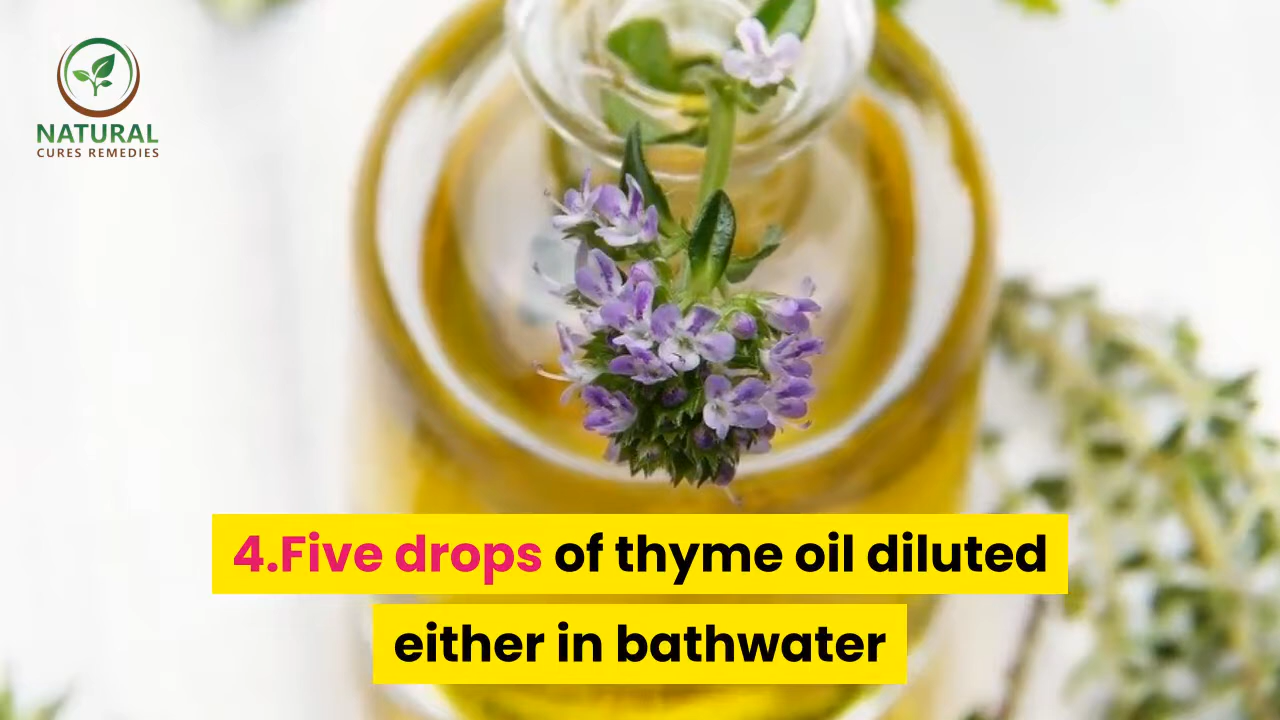 NATURAL
CURES REMEDIES
4.Five drops of thyme oil diluted
either in bathwater